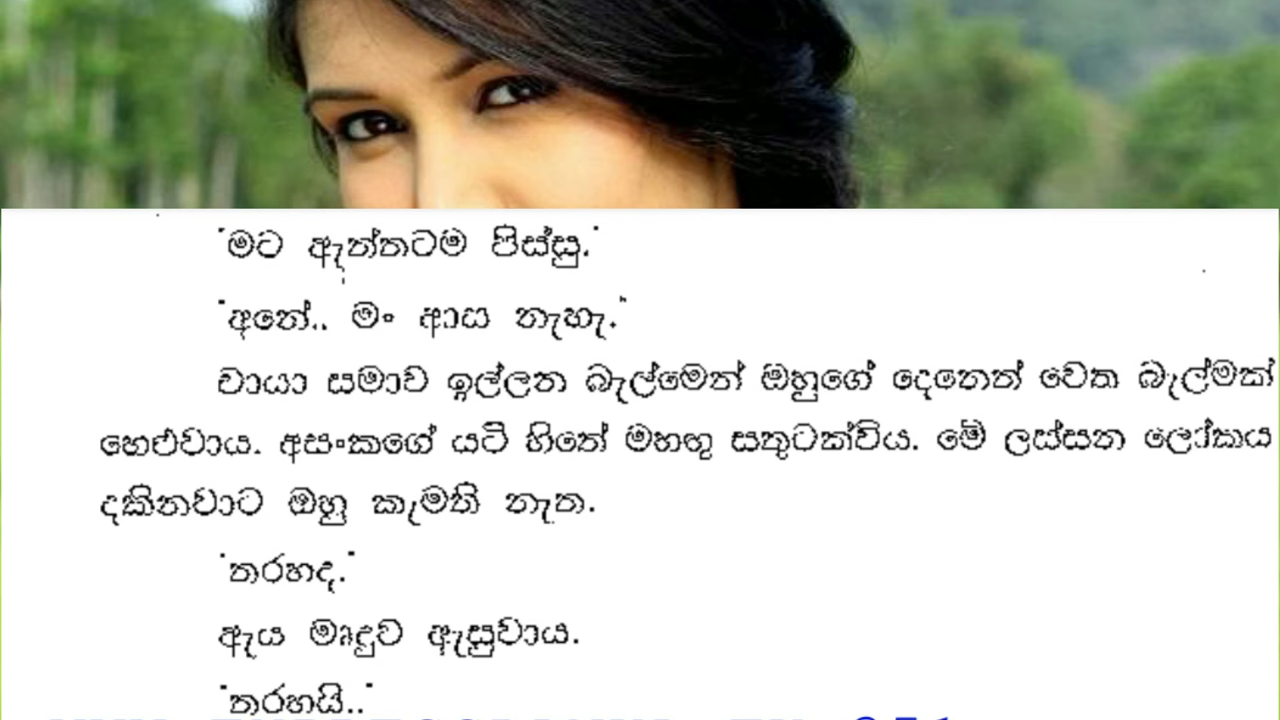 "මට ඇත්තටම පිස්සු."
"අනේ.. මං ආස නැහැ."
චායා සමාව ඉල්ලන බැල්මෙන් ඔහුගේ දෙනෙත් වෙත බැල්මක්
හෙළුවාය. අසංකගේ යටි හිතේ මහඟු සතුටක්විය. මේ ලස්සන ලෝකය
දකිනවාට ඔහු කැමති නැත.
"තරහද."
ඇය මෘදුව ඇසුවාය.
"තරහයි.."